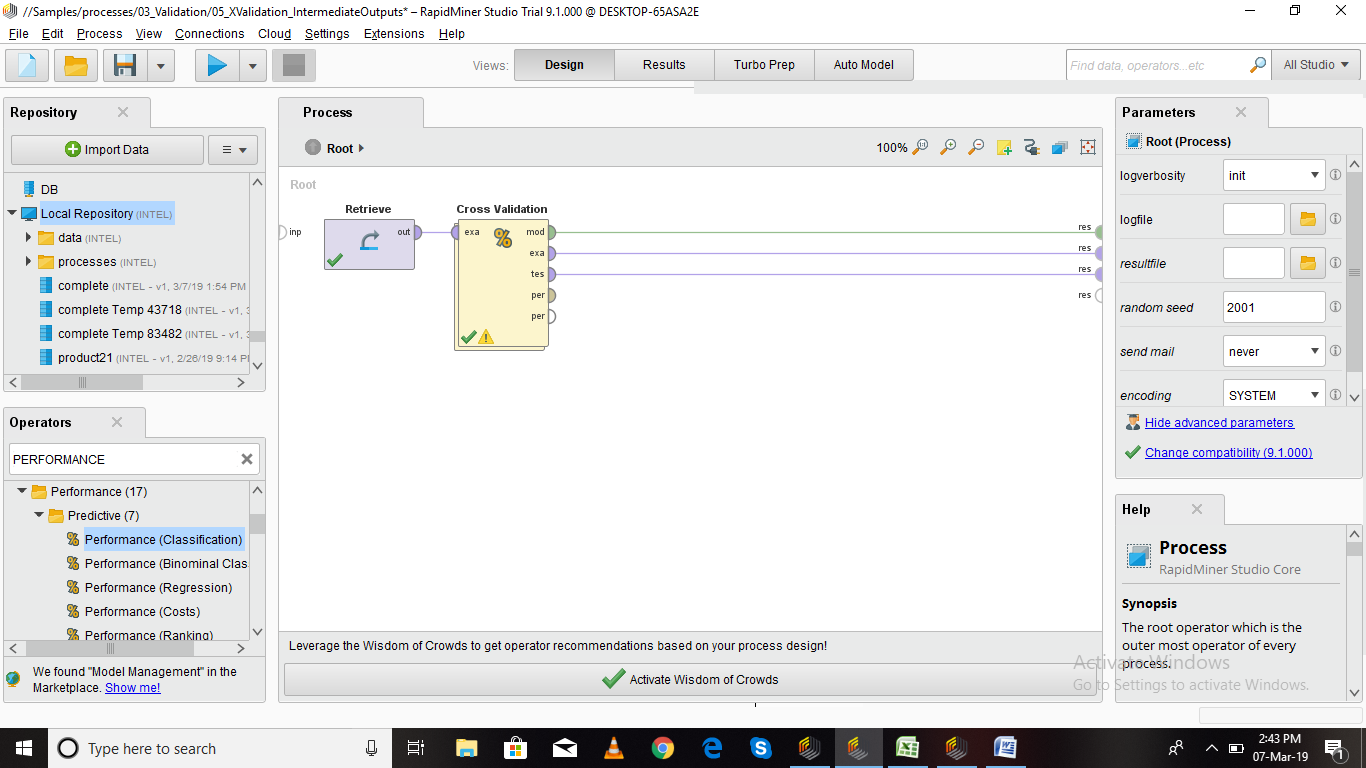 //Samples/processes/03_Validation/05_XValidation_IntermediateOutputs* – RapidMiner Studio Trial 9.1.000 @ DESKTOP-65ASA2E
File Edit Process View Connections Cloud Settings Extensions Help
Views: Design Results Turbo Prep Auto Model
Find data, operators...etc
All Studio
Repository
Import Data
DB
Local Repository (INTEL)
data (INTEL)
processes (INTEL)
complete (INTEL - v1, 3/7/19 1:54 PM
complete Temp 43718 (INTEL - v1,
complete Temp 83482 (INTEL - v1,
product21 (INTEL - v1, 2/26/19 9:14
Operators
PERFORMANCE
Performance (17)
Predictive (7)
Performance (Classification)
Performance (Binominal Clas
Performance (Regression)
Performance (Costs)
Performance (Ranking)
We found "Model Management" in the
Marketplace. Show me!
Process
Root
100%
Root
Retrieve
Cross Validation
inp
out
exa
mod
exa
tes
per
per
res
res
res
res
Leverage the Wisdom of Crowds to get operator recommendations based on your process design!
Activate Wisdom of Crowds
Parameters
Root (Process)
logverbosity init
logfile
resultfile
random seed 2001
send mail never
encoding SYSTEM
Hide advanced parameters
Change compatibility (9.1.000)
Help
Process
RapidMiner Studio Core
Synopsis
The root operator which is the
outer most operator of every
process.
Activate Windows
Go to Settings to activate Windows.
Type here to search
2:43 PM
07-Mar-19
1